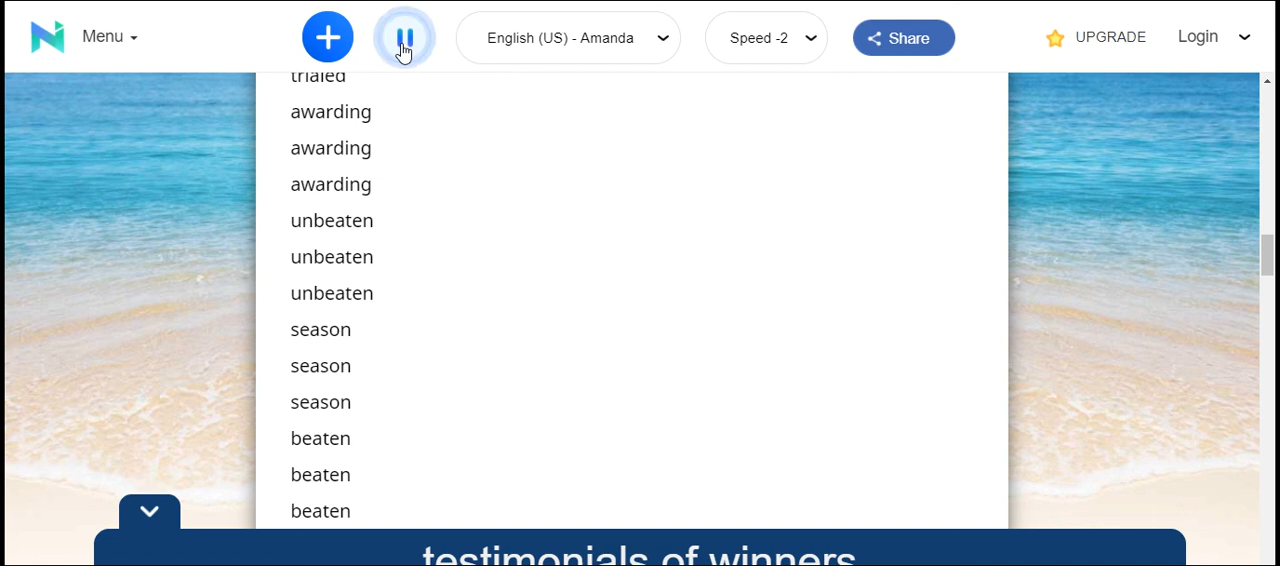 Menu
English (US) - Amanda
Speed -2
Share
UPGRADE
Login
trialed
awarding
awarding
awarding
unbeaten
unbeaten
unbeaten
season
season
season
beaten
beaten
beaten
testimonials of winners